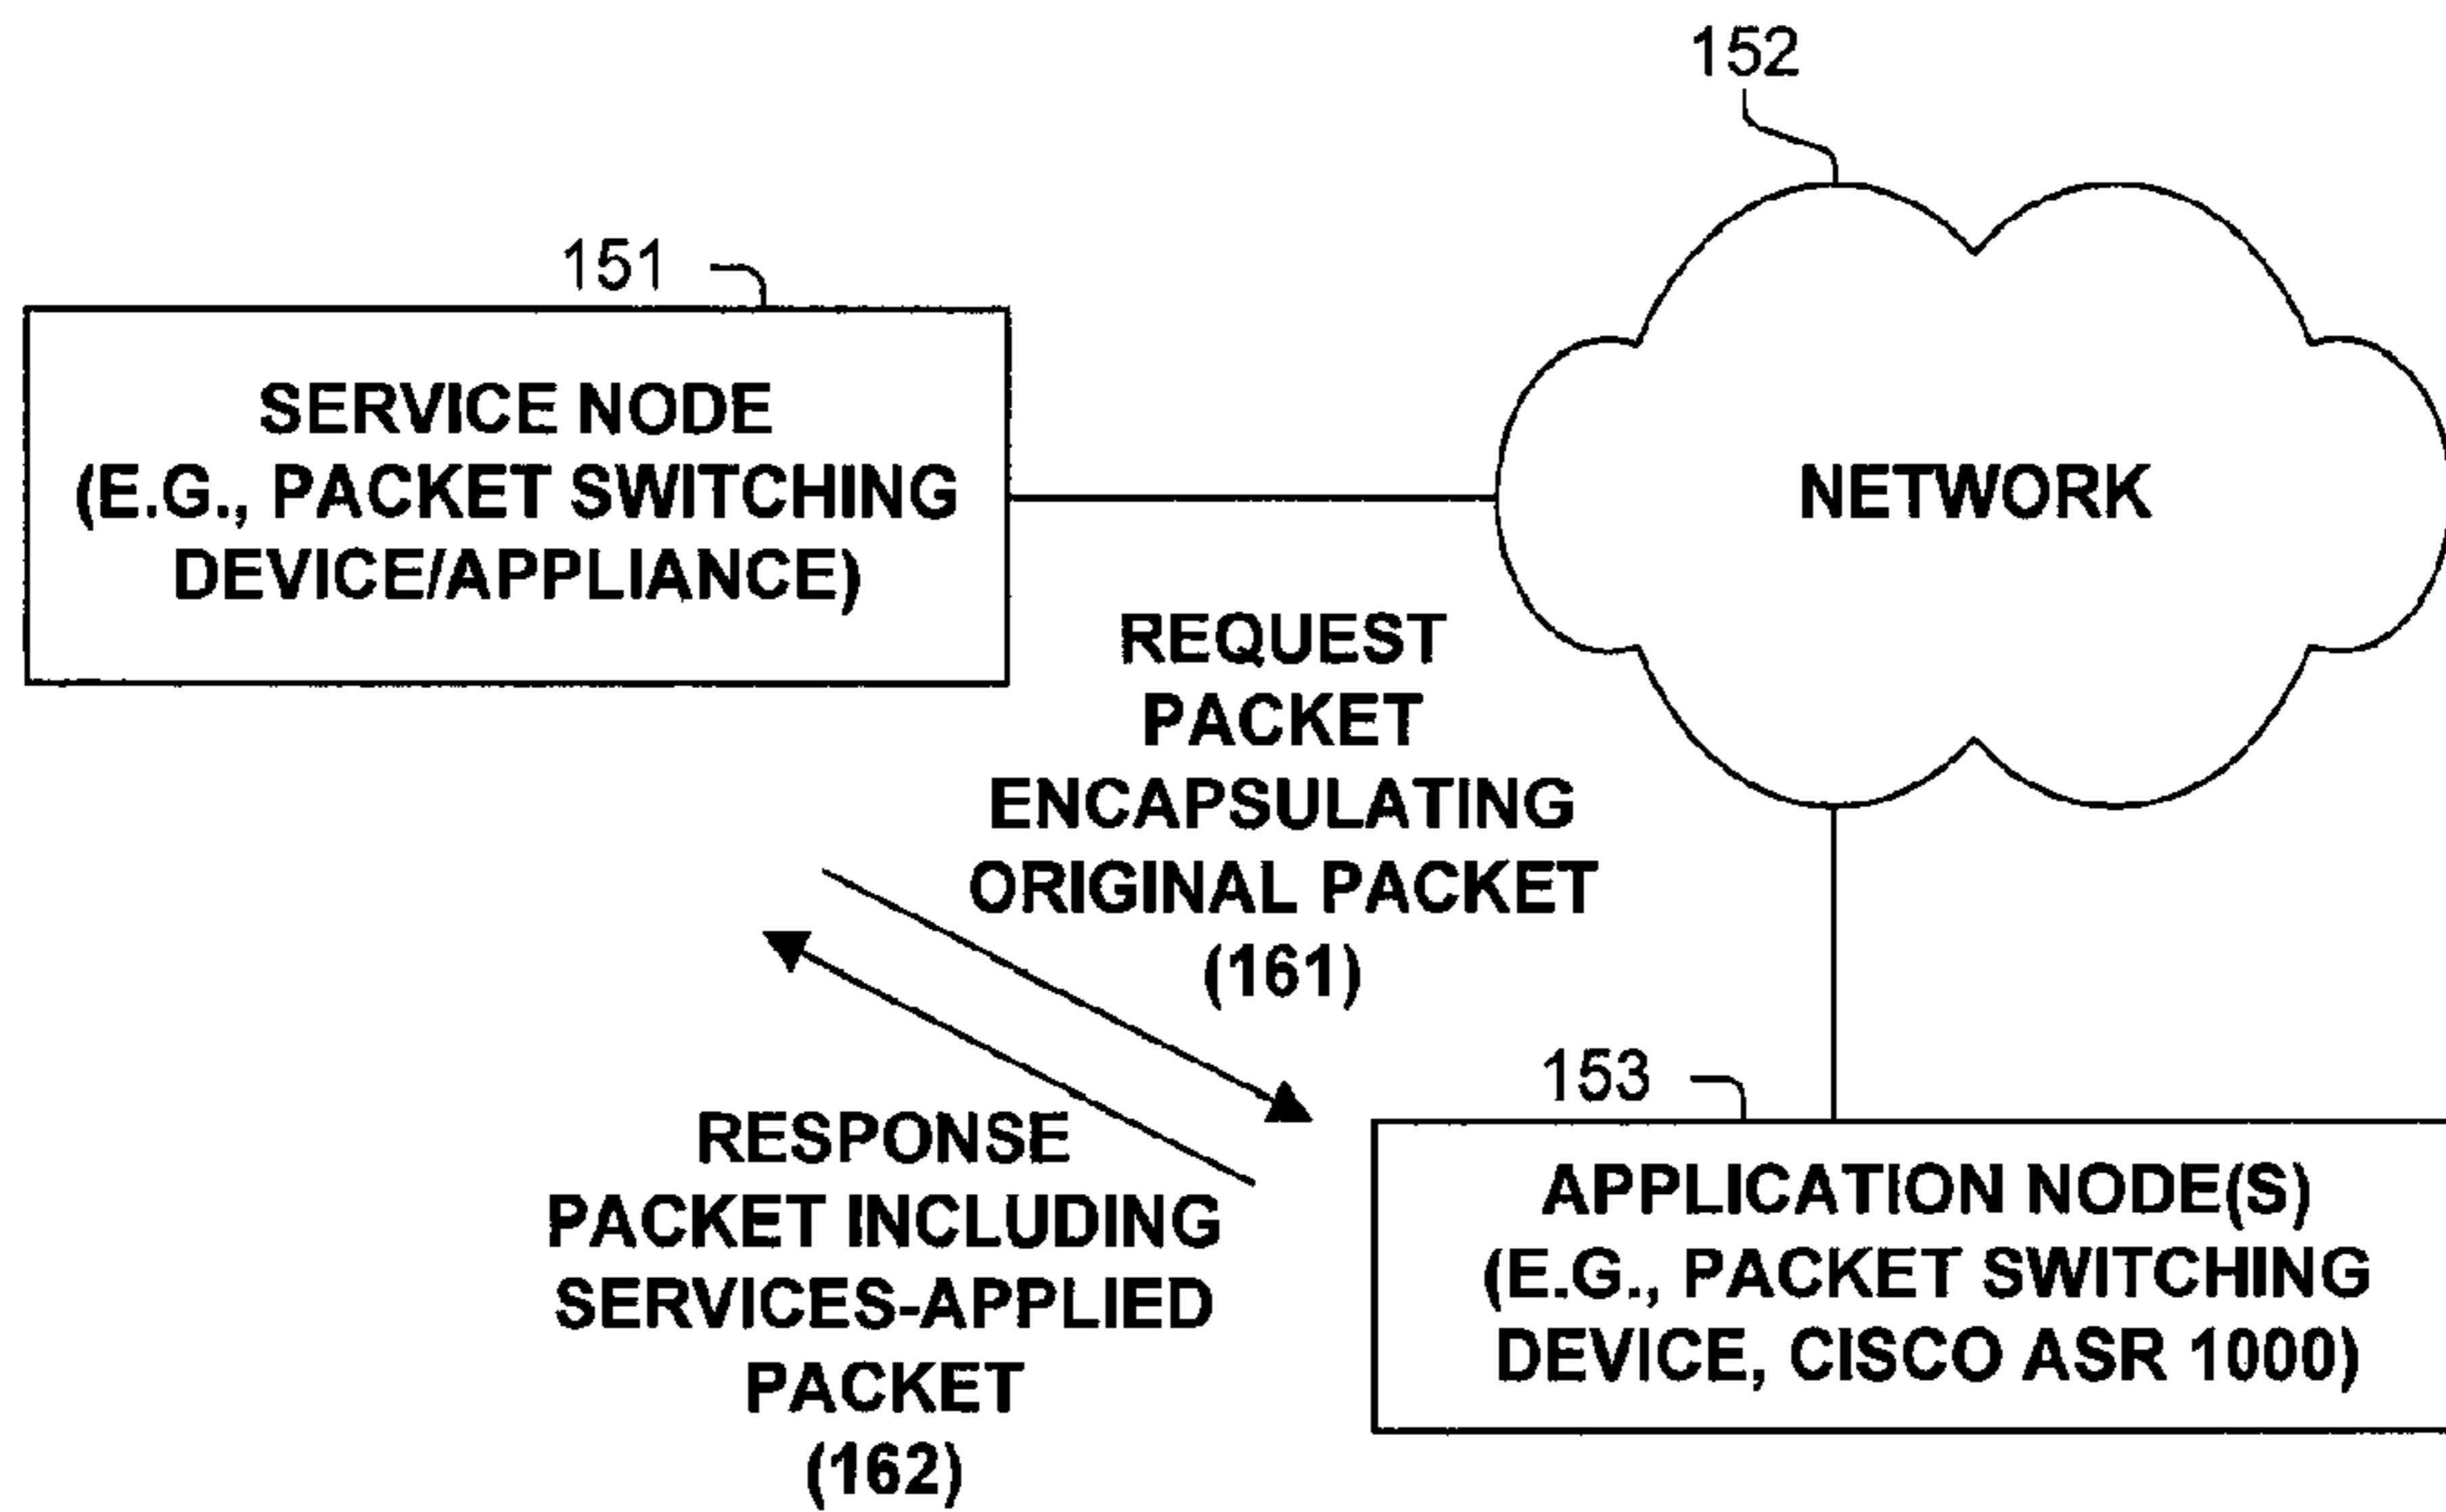 152
151
SERVICE NODE
(E.G., PACKET SWITCHING
DEVICE/APPLIANCE)
NETWORK
REQUEST
PACKET
ENCAPSULATING
ORIGINAL PACKET
(161)
RESPONSE
PACKET INCLUDING
SERVICES-APPLIED
PACKET
(162)
153
APPLICATION NODE(S)
(E.G., PACKET SWITCHING
DEVICE, CISCO ASR 1000)